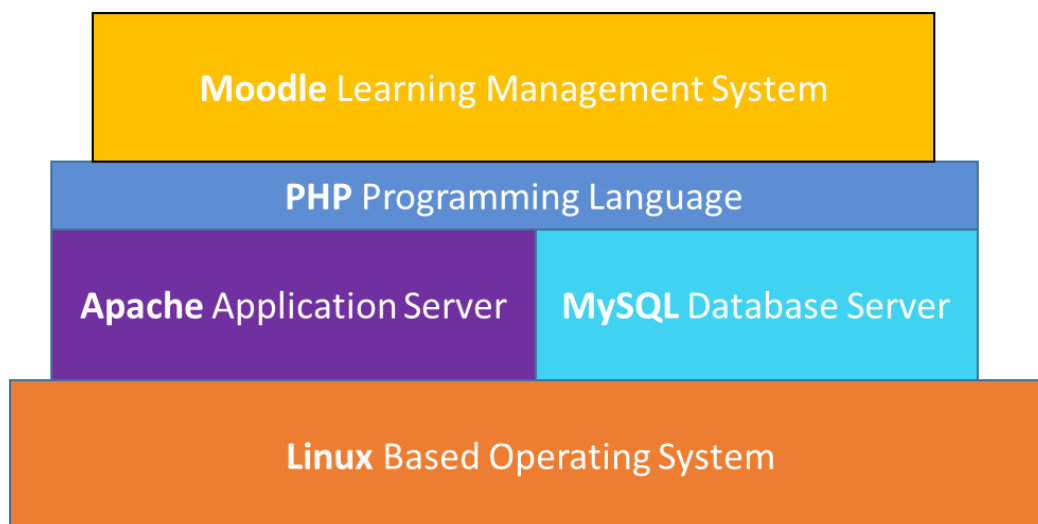 Moodle Learning Management System
PHP Programming Language
Apache Application Server
MySQL Database Server
Linux Based Operating System